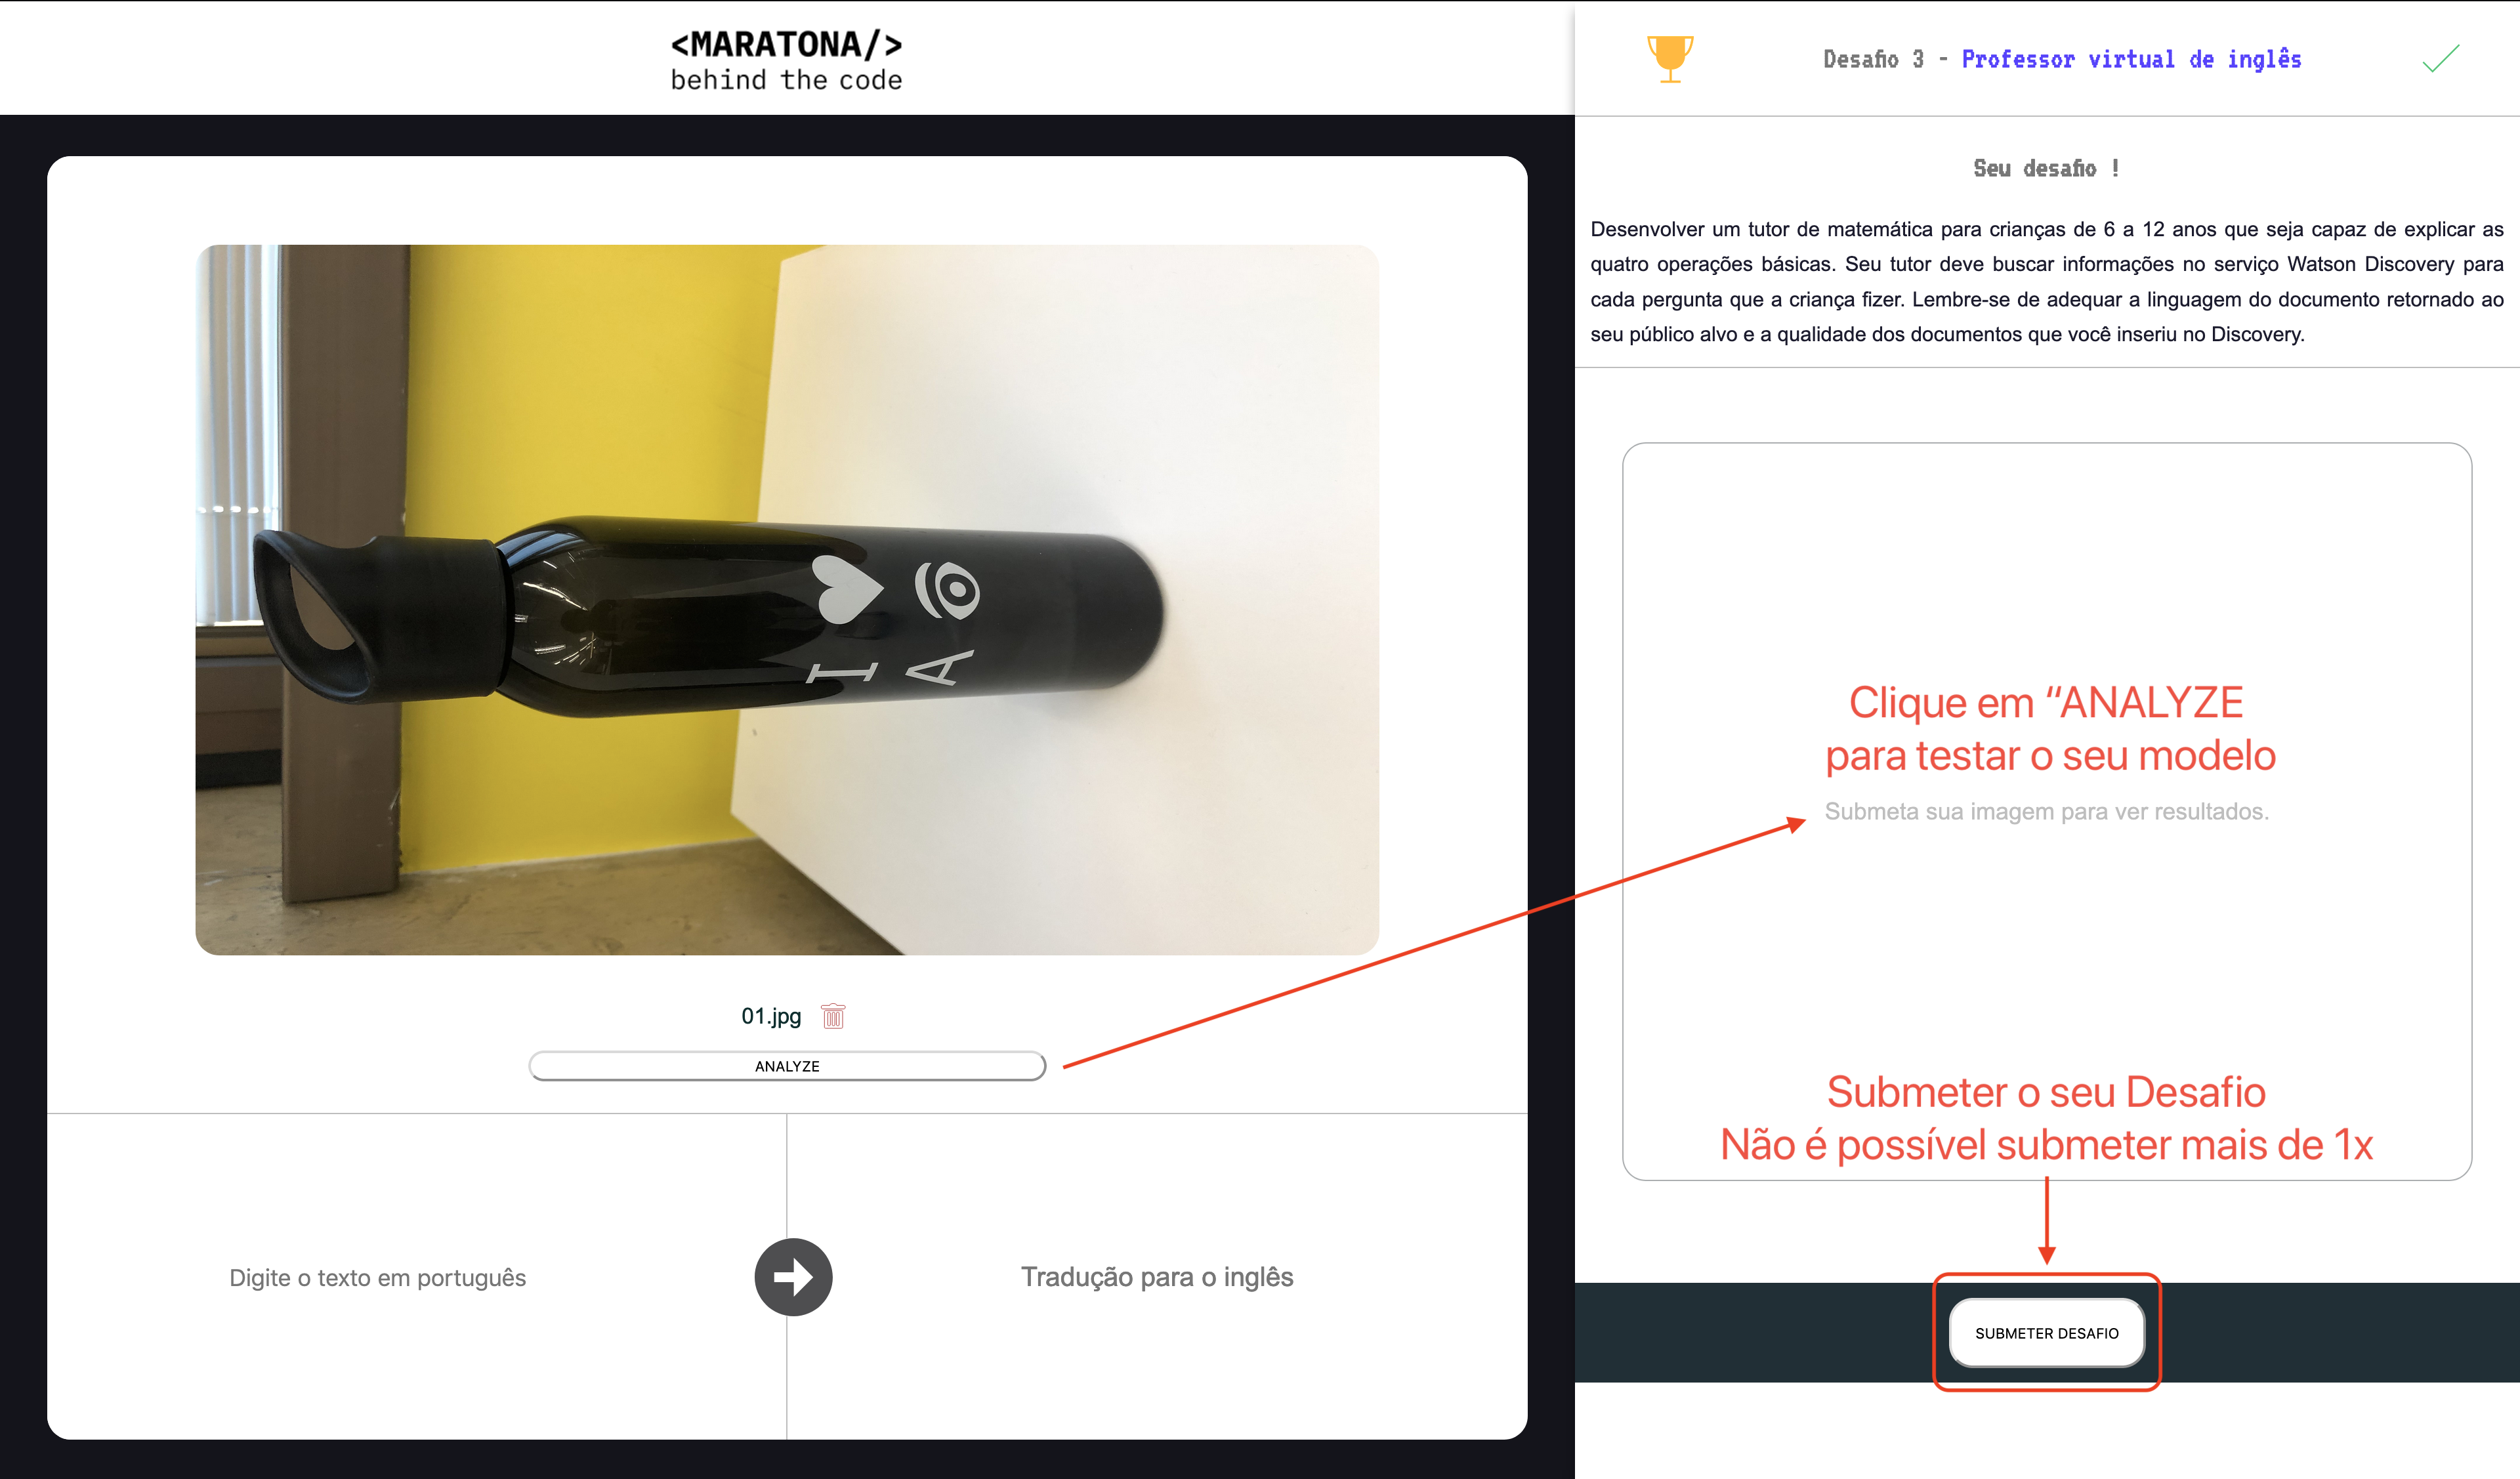 <MARATONA/>
behind the code
I
A
01.jpg
ANALYZE
Digite o texto em português
Tradução para o inglês
Desafio 3 - Professor virtual de inglês
Seu desafio !
Desenvolver um tutor de matemática para crianças de 6 a 12 anos que seja capaz de explicar as
quatro operações básicas. Seu tutor deve buscar informações no serviço Watson Discovery para
cada pergunta que a criança fizer. Lembre-se de adequar a linguagem do documento retornado ao
seu público alvo e a qualidade dos documentos que você inseriu no Discovery.
Clique em “ANALYZE
para testar o seu modelo
Submeta sua imagem para ver resultados.
Submeter o seu Desafio
Não é possível submeter mais de 1x
SUBMETER DESAFIO